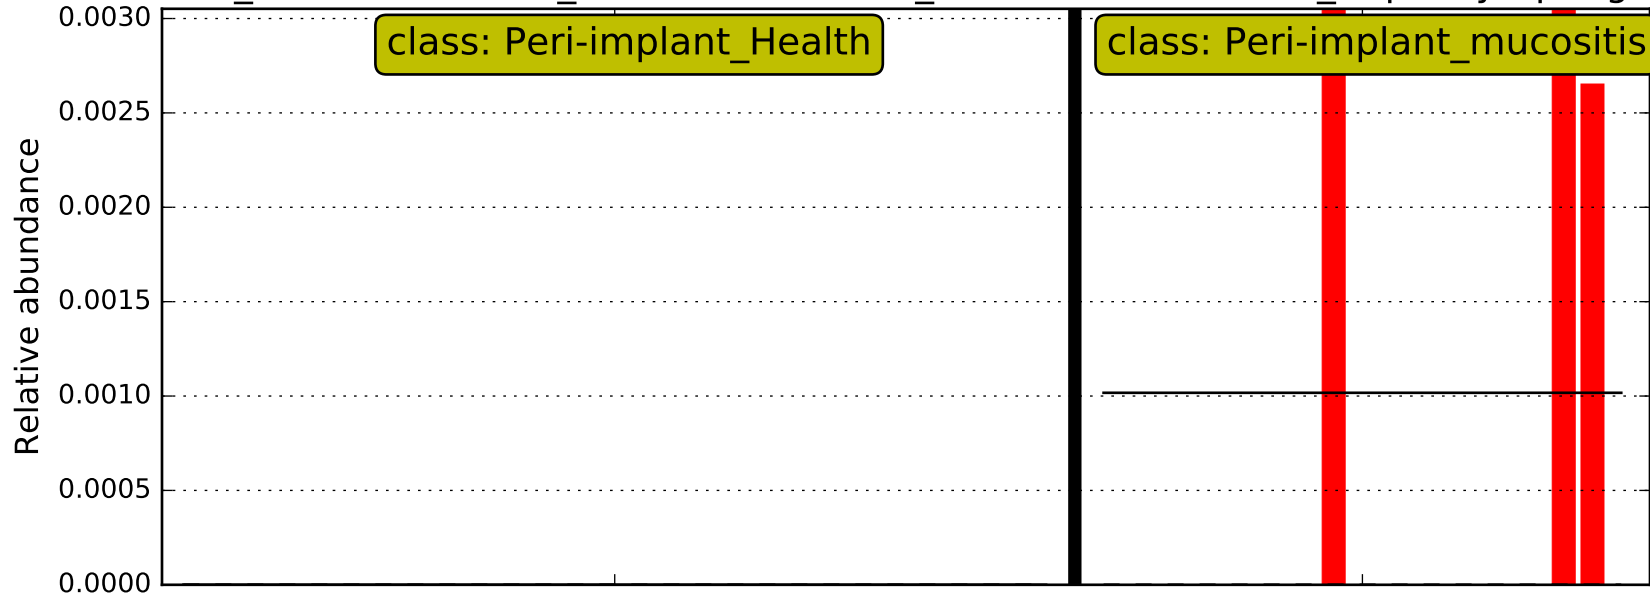 0.0030
class: Peri-implant_Health
class: Peri-implant_mucositis
0.0025
0.0020
0.0015
0.0010
0.0005
0.0000
Relative abundance